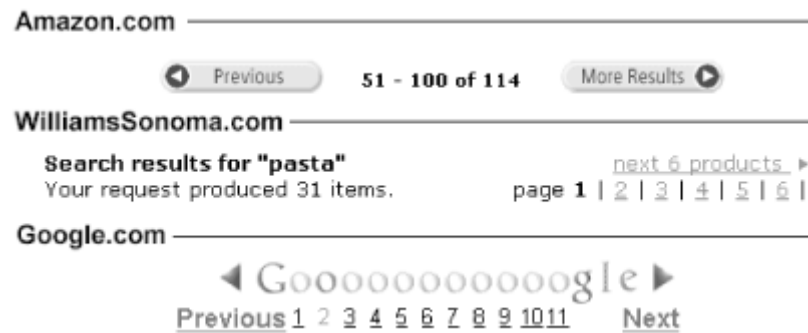 Amazon.com
Previous 51 - 100 of 114 More Results
WilliamsSonoma.com
Search results for "pasta" next 6 products
Your request produced 31 items. page 1 | 2 | 3 | 4 | 5 | 6 |
Google.com
Gooooooooooogle
Previous 1 2 3 4 5 6 7 8 9 10 11 Next